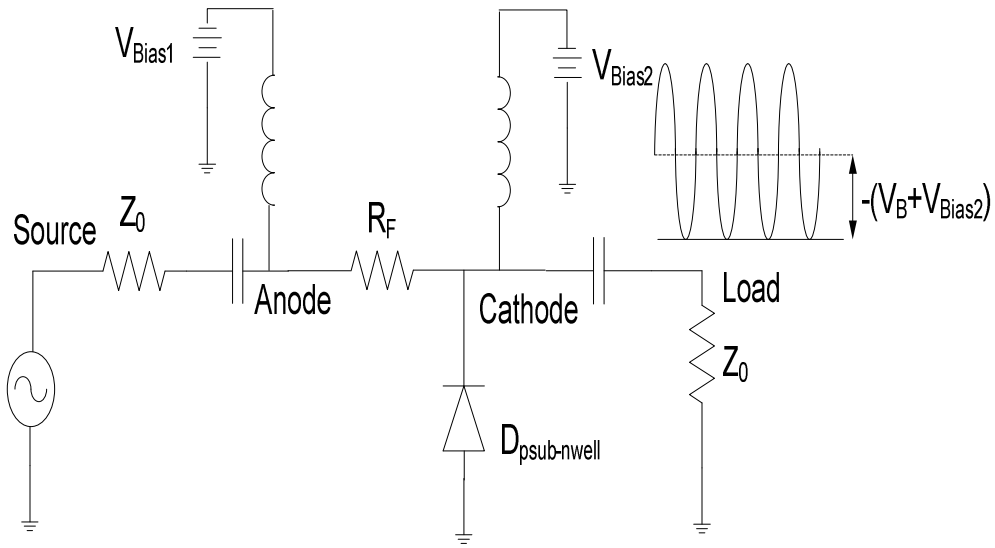 V_Bias1
V_Bias2
-(V_B+V_Bias2)
Source
Z_0
R_F
Anode
Cathode
Load
Z_0
D_psub-nwell